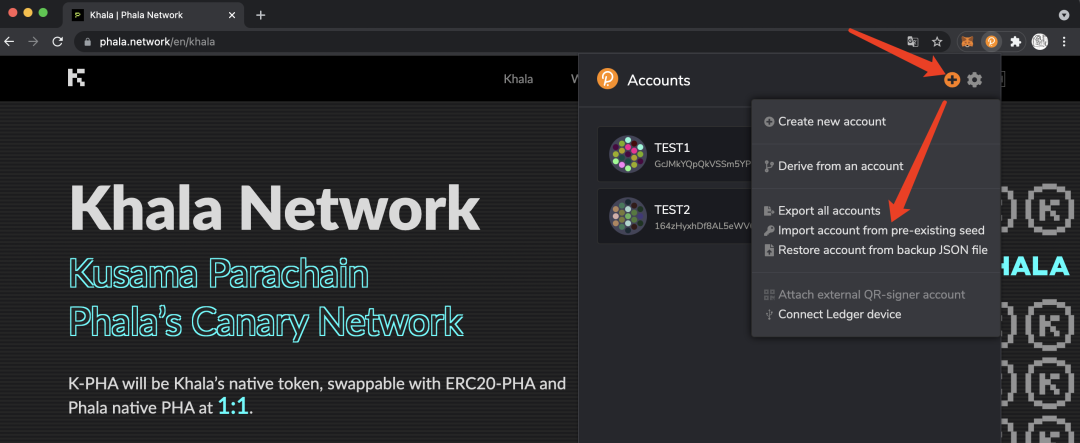 Khala | Phala Network
phala.network/en/khala
Khala
Accounts
Create new account
TEST1
GcJMkYQpQkVSSm5YP
Derive from an account
TEST2
164zHyxhDf8AL5eWV
Export all accounts
Import account from pre-existing seed
Restore account from backup JSON file
Attach external QR-signer account
Connect Ledger device
Khala Network
Kusama Parachain
Phala’s Canary Network
HALA
K-PHA will be Khala’s native token, swappable with ERC20-PHA and
Phala native PHA at 1:1.